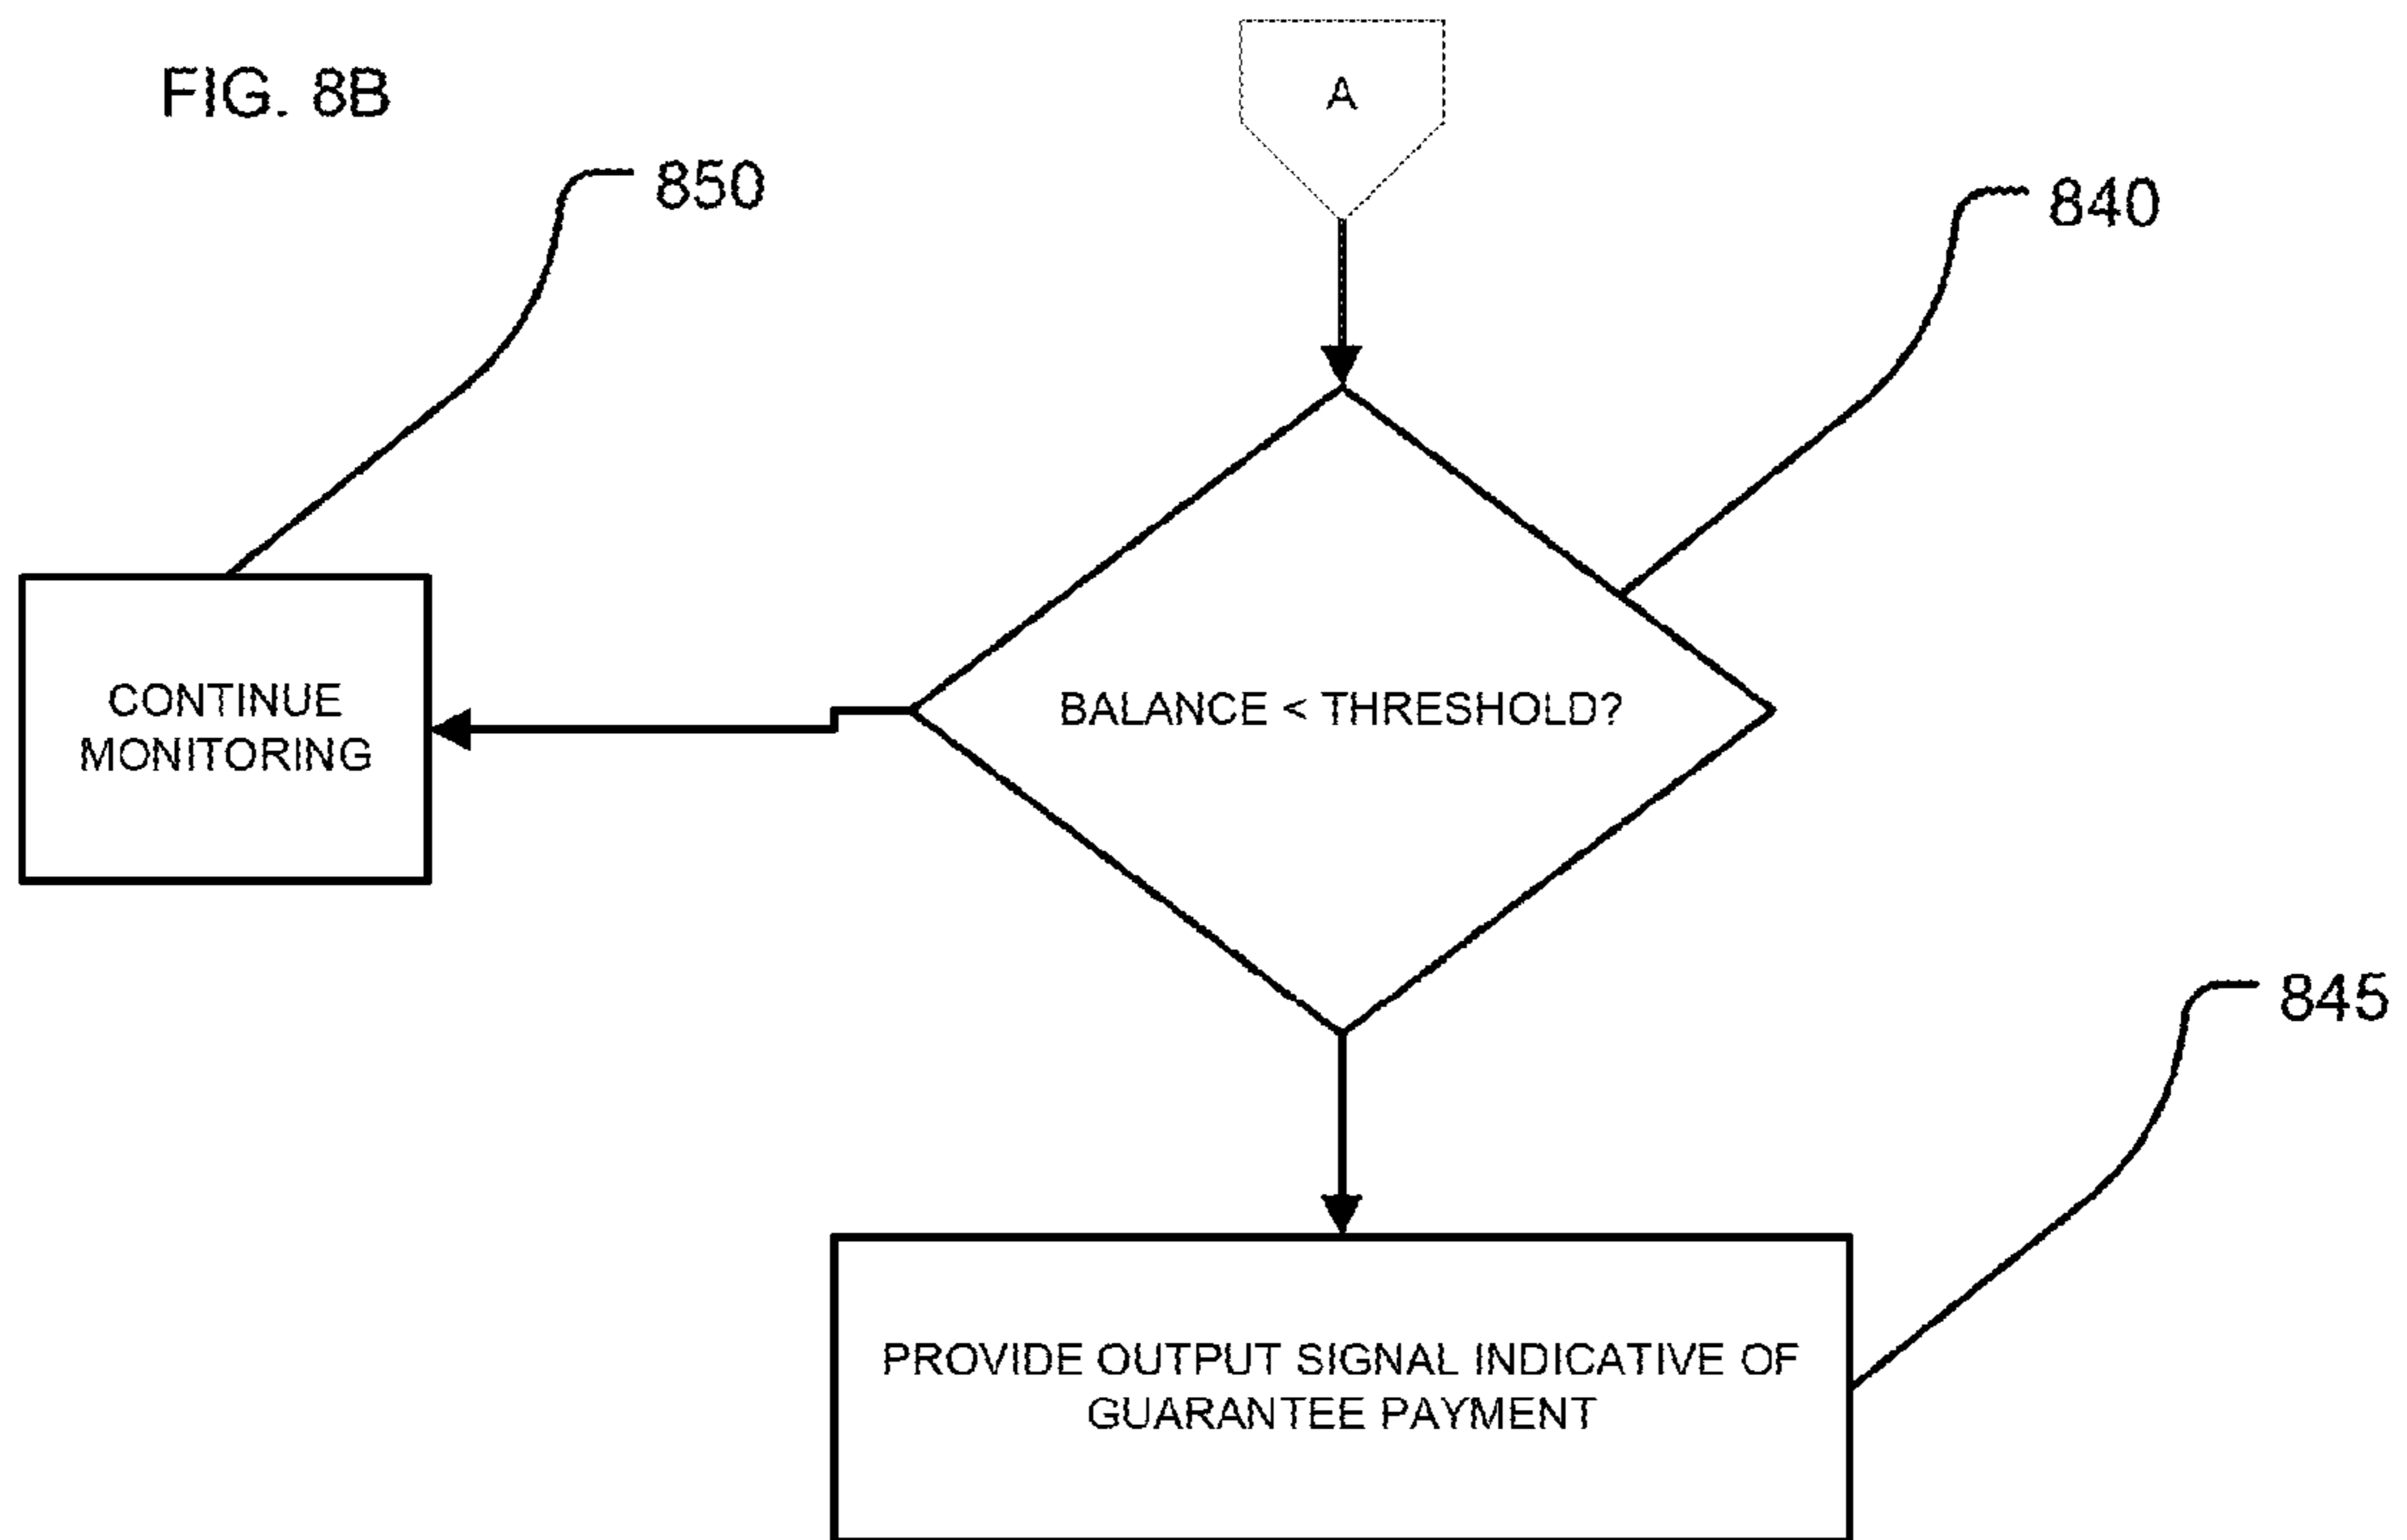 FIG. 8B
A
850
840
BALANCE < THRESHOLD?
CONTINUE
MONITORING
845
PROVIDE OUTPUT SIGNAL INDICATIVE OF
GUARANTEE PAYMENT